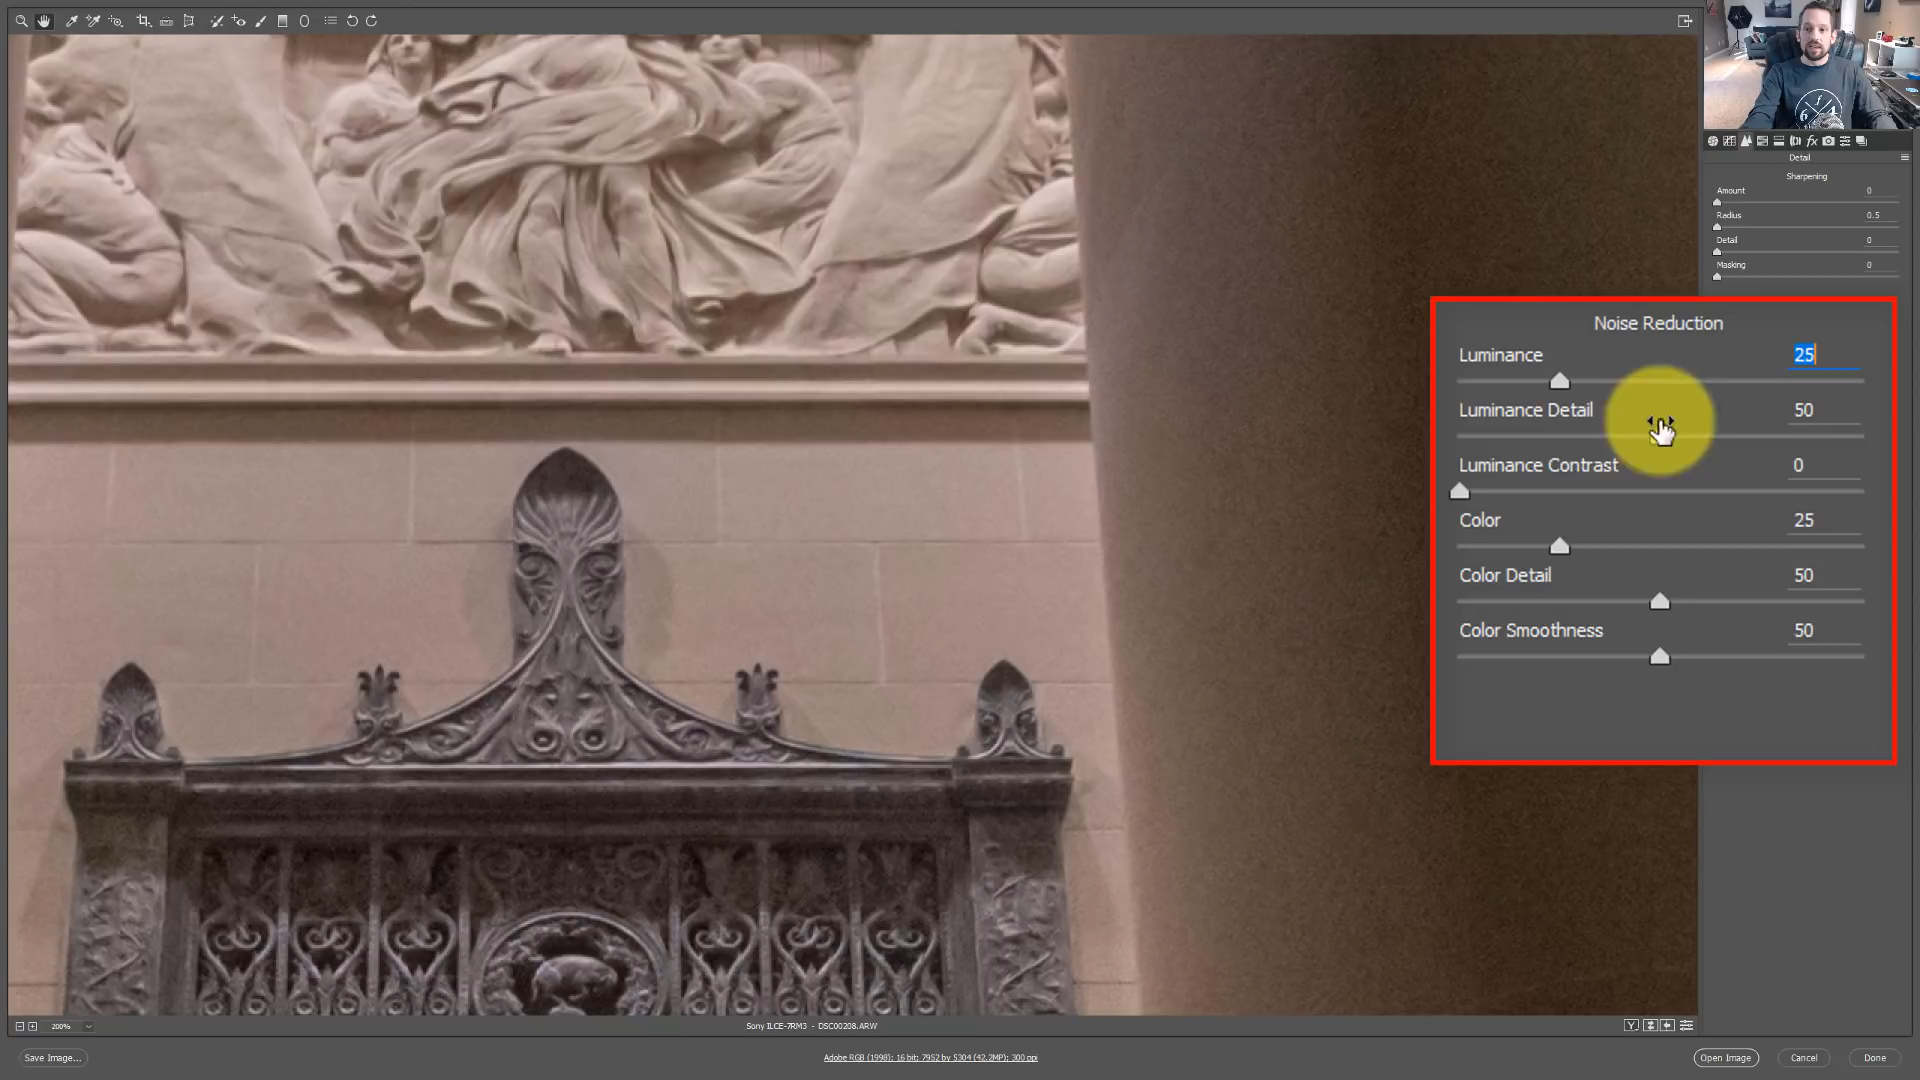 Detail
Sharpening
Amount 0
Radius 0.5
Detail 0
Masking 0
Noise Reduction
Luminance 25
Luminance Detail 50
Luminance Contrast 0
Color 25
Color Detail 50
Color Smoothness 50
200%
Sony ILCE-7RM3 - DSC00208.ARW
Y
Save Image...
Adobe RGB (1998); 16 bit; 7952 by 5304 (42.2MP); 300 ppi
Open Image
Cancel
Done